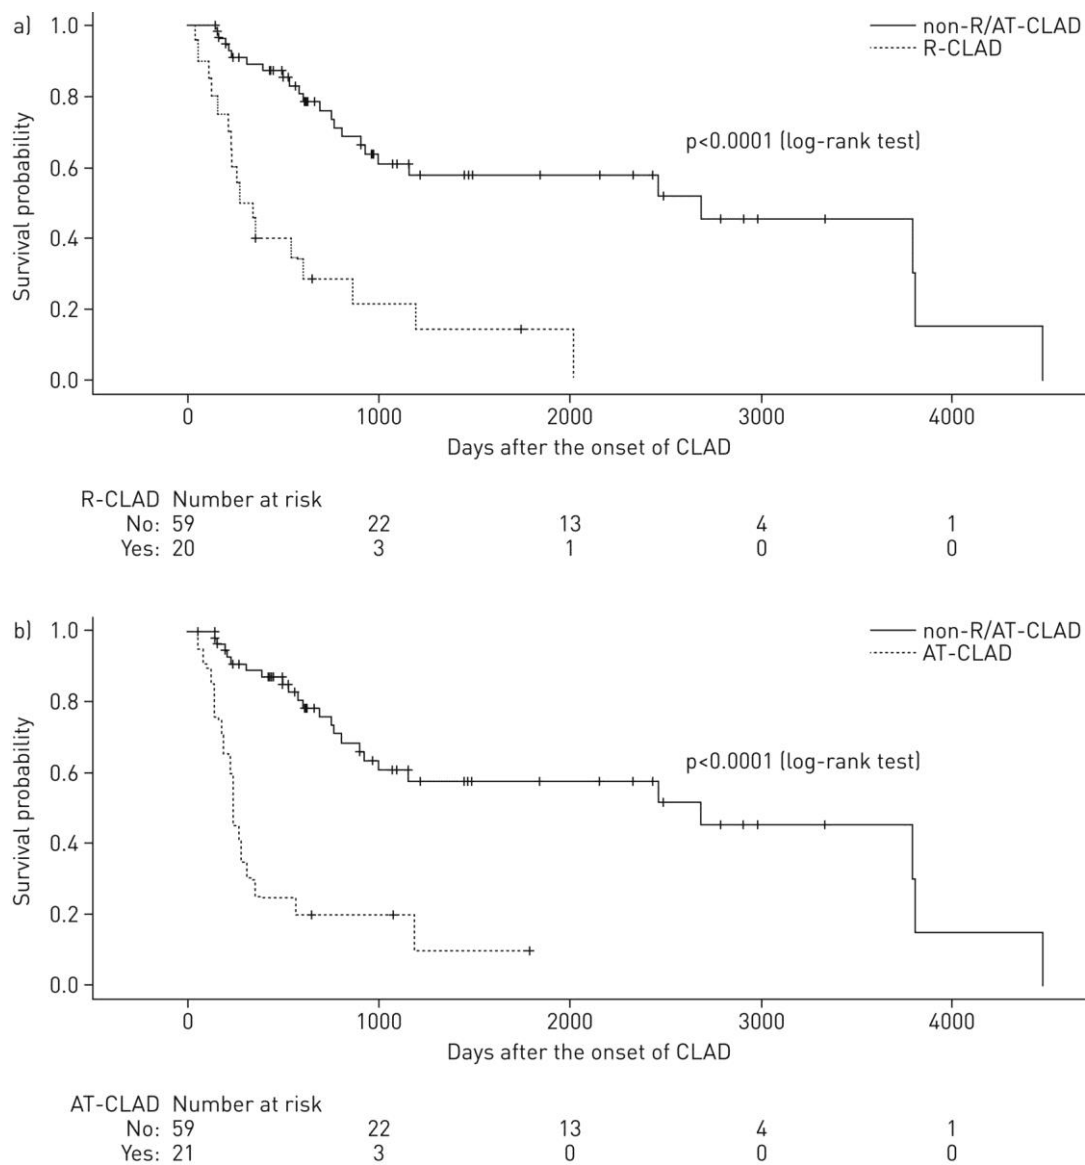 a)
non-R/AT-CLAD
R-CLAD
p<0.0001 (log-rank test)
Survival probability
1.0
0.8
0.6
0.4
0.2
0.0
0 1000 2000 3000 4000
Days after the onset of CLAD
R-CLAD Number at risk
No: 59 22 13 4 1
Yes: 20 3 1 0 0
b)
non-R/AT-CLAD
AT-CLAD
p<0.0001 (log-rank test)
Survival probability
1.0
0.8
0.6
0.4
0.2
0.0
0 1000 2000 3000 4000
Days after the onset of CLAD
AT-CLAD Number at risk
No: 59 22 13 4 1
Yes: 21 3 0 0 0